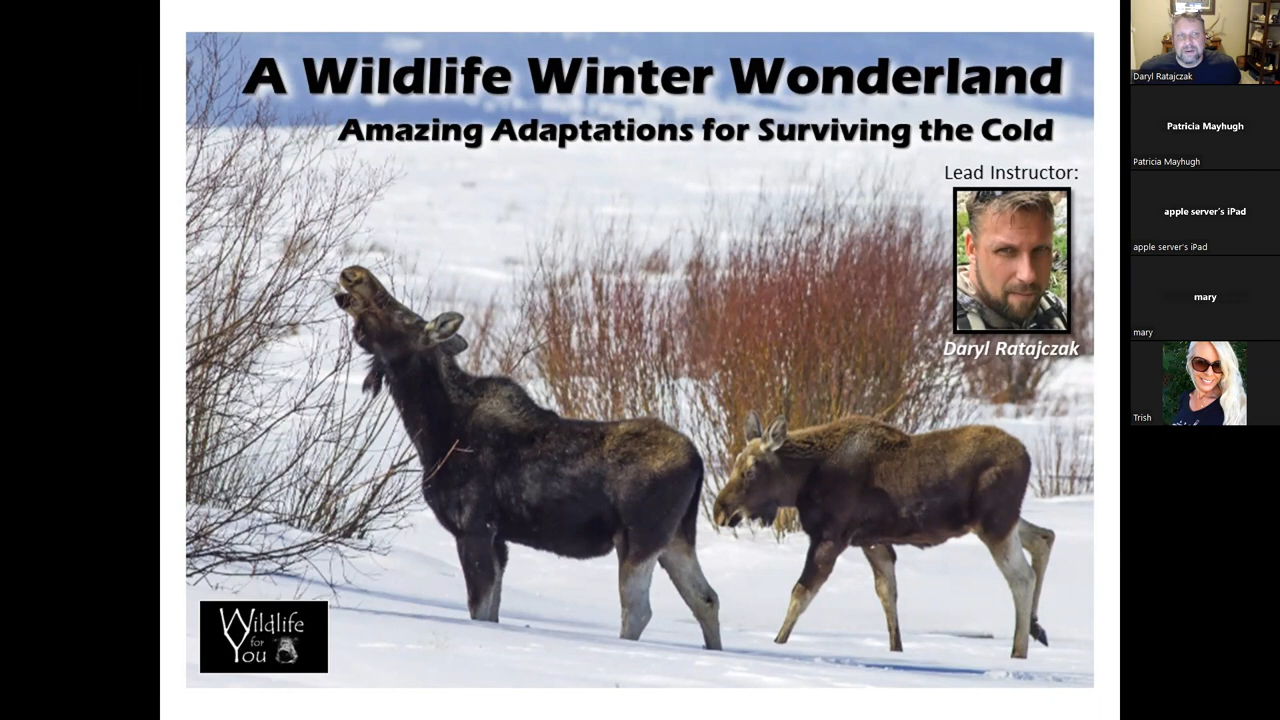 A Wildlife Winter Wonderland
Amazing Adaptations for Surviving the Cold
Lead Instructor:
Daryl Ratajczak
Wildlife
for
You
Daryl Ratajczak
Patricia Mayhugh
Patricia Mayhugh
apple server's iPad
apple server's iPad
mary
mary
Trish